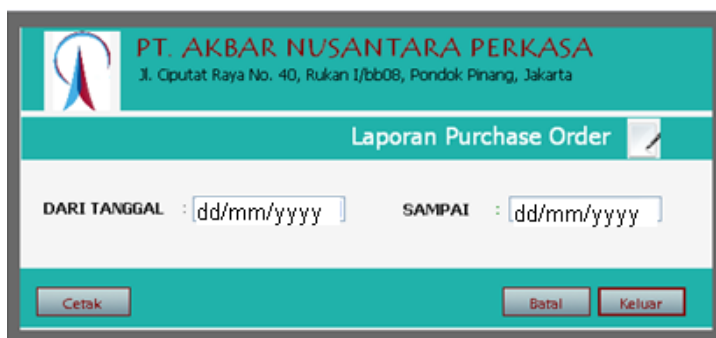 PT. AKBAR NUSANTARA PERKASA
Jl. Ciputat Raya No. 40, Rukan I/bb08, Pondok Pinang, Jakarta
Laporan Purchase Order
DARI TANGGAL : dd/mm/yyyy SAMPAI : dd/mm/yyyy
Cetak Batal Keluar